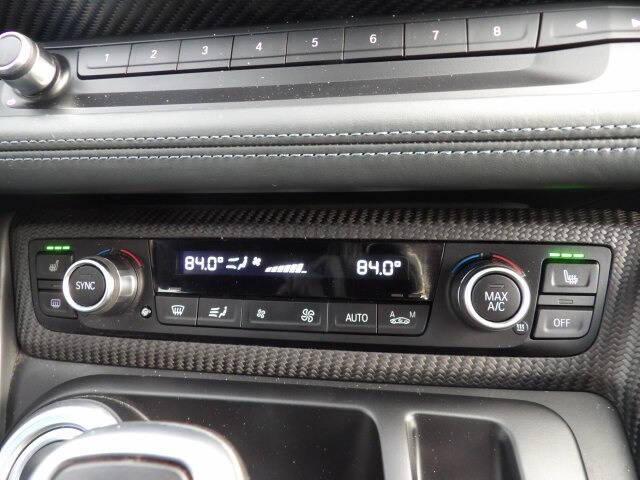 1 2 3 4 5 6 7 8
84.0° 84.0°
SYNC
MAX
A/C
AUTO
A M
OFF